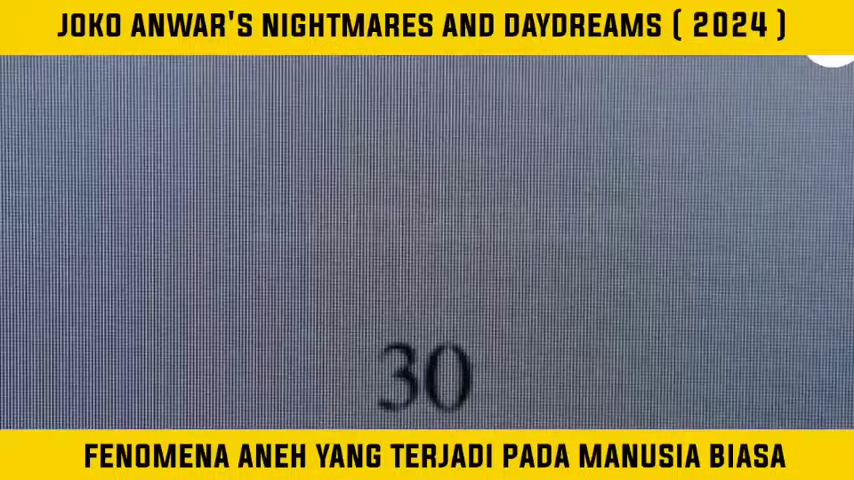 JOKO ANWAR'S NIGHTMARES AND DAYDREAMS ( 2024 )
30
FENOMENA ANEH YANG TERJADI PADA MANUSIA BIASA